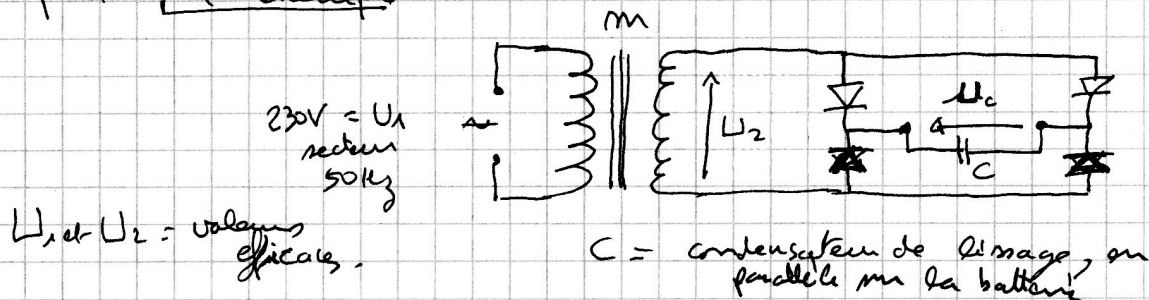 m
230V = U1
secteur
50Hz
~
U2
uc
C
U1 et U2 = valeurs
efficaces.
C = condensateur de lissage, en
parallèle sur la batterie